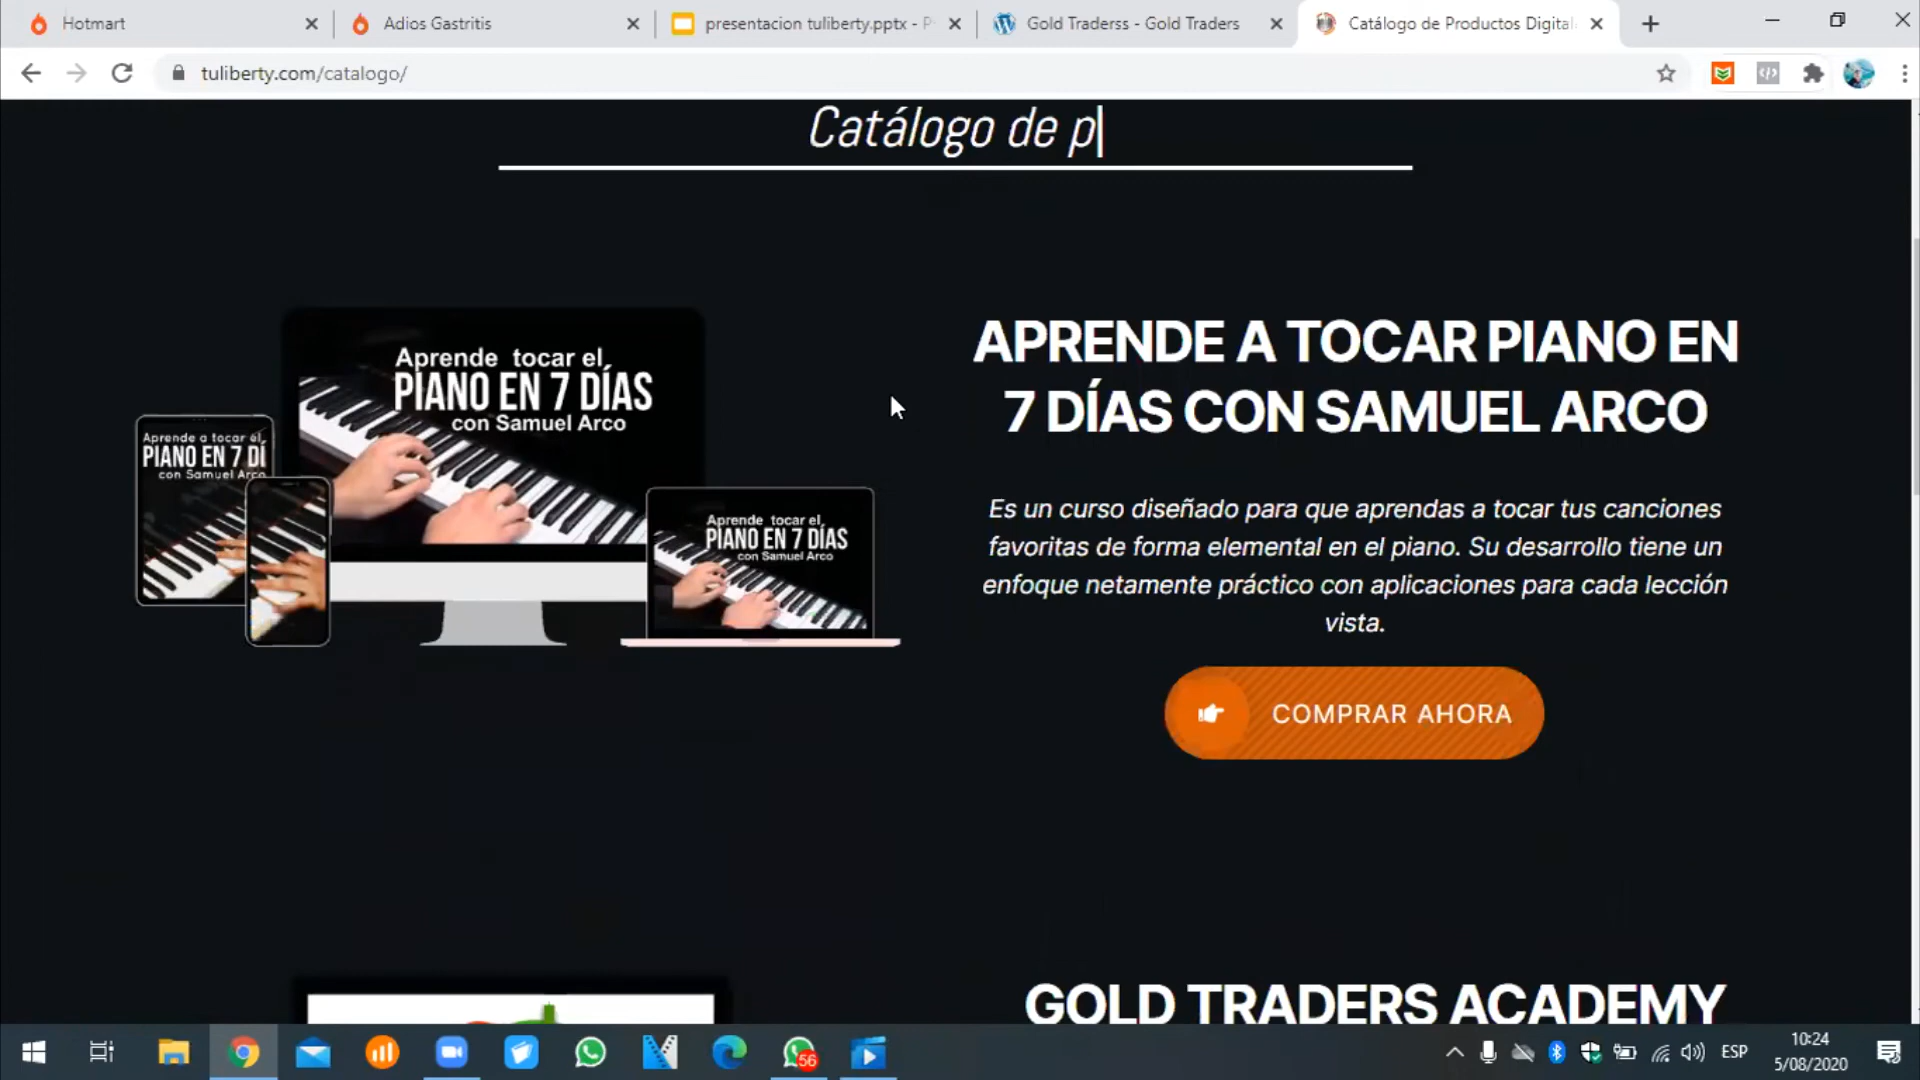 Hotmart
Adios Gastritis
presentacion tuliberty.pptx - P
Gold Traderss - Gold Traders
Catálogo de Productos Digital
tuliberty.com/catalogo/
Catálogo de p
Aprende tocar el
PIANO EN 7 DÍAS
con Samuel Arco
Aprende a tocar el
PIANO EN 7 DÍ
con Samuel Arco
Aprende tocar el
PIANO EN 7 DÍAS
con Samuel Arco
APRENDE A TOCAR PIANO EN
7 DÍAS CON SAMUEL ARCO
Es un curso diseñado para que aprendas a tocar tus canciones
favoritas de forma elemental en el piano. Su desarrollo tiene un
enfoque netamente práctico con aplicaciones para cada lección
vista.
COMPRAR AHORA
GOLD TRADERS ACADEMY
56
ESP
10:24
5/08/2020